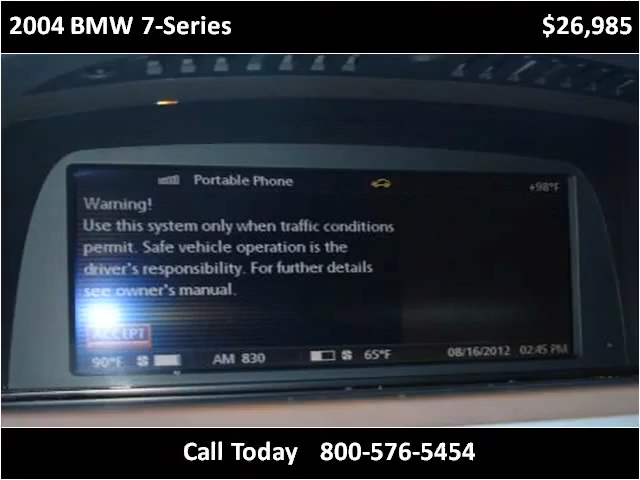 2004 BMW 7-Series $26,985
Portable Phone +98°F
Warning!
Use this system only when traffic conditions
permit. Safe vehicle operation is the
driver's responsibility. For further details
see owner's manual.
ACCEPT
90°F AM 830 65°F 08/16/2012 02:45 PM
Call Today 800-576-5454